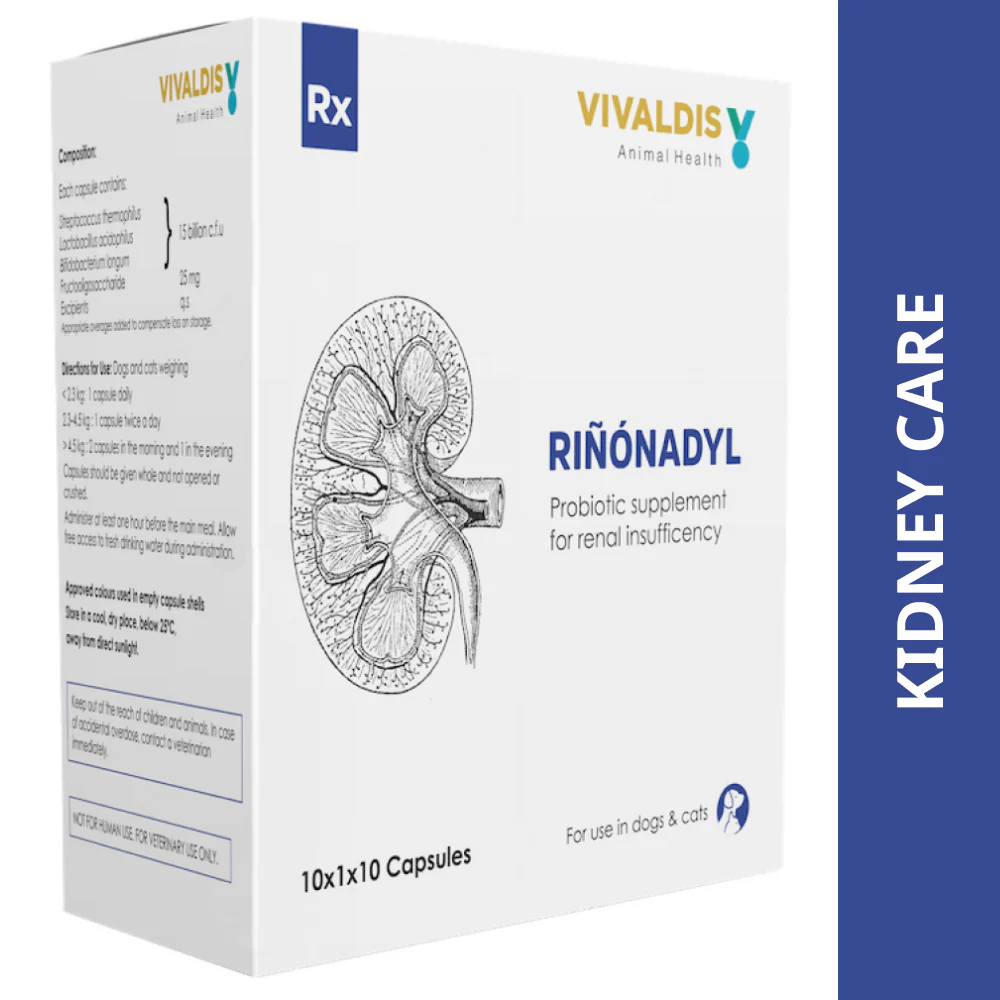 VIVALDIS
Animal Health
Composition:
Each capsule contains:
Streptococcus thermophilus
Lactobacillus acidophilus
Bifidobacterium longum
15 billion c.f.u
Fructooligosaccharide 25 mg
Excipients q.s
Appropriate overages added to compensate loss on storage.
Directions for Use: Dogs and cats weighing
< 2.3 kg: 1 capsule daily
2.3-4.5 kg : 1 capsule twice a day
> 4.5 kg : 2 capsules in the morning and 1 in the evening
Capsules should be given whole and not opened or
crushed.
Administer at least one hour before the main meal. Allow
free access to fresh drinking water during administration.
Approved colours used in empty capsule shells
Store in a cool, dry place, below 25°C,
away from direct sunlight.
Keep out of the reach of children and animals. In case
of accidental overdose, contact a veterinarian
immediately.
NOT FOR HUMAN USE. FOR VETERINARY USE ONLY.
Rx
VIVALDIS
Animal Health
RIÑÓNADYL
Probiotic supplement
for renal insufficency
For use in dogs & cats
10x1x10 Capsules
KIDNEY CARE